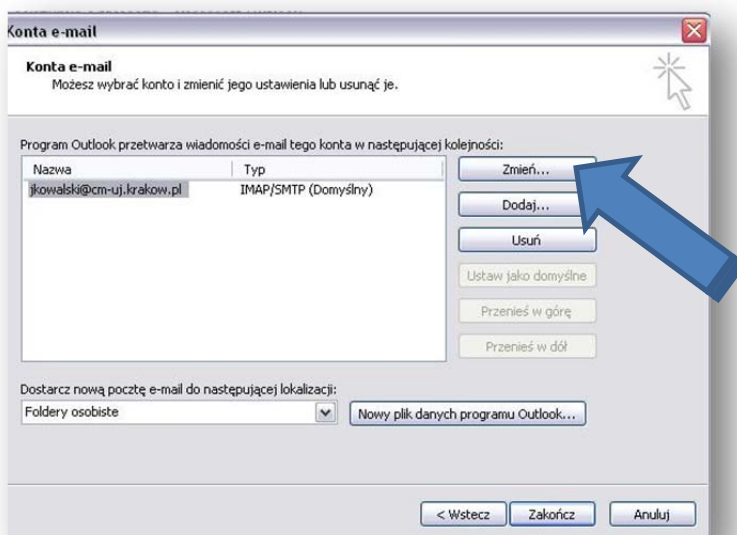 Konta e-mail
Konta e-mail
Możesz wybrać konto i zmienić jego ustawienia lub usunąć je.
Program Outlook przetwarza wiadomości e-mail tego konta w następującej kolejności:
Nazwa Typ
jkowalski@cm-uj.krakow.pl IMAP/SMTP (Domyślny)
Zmień...
Dodaj...
Usuń
Ustaw jako domyślne
Przenieś w górę
Przenieś w dół
Dostarcz nową pocztę e-mail do następującej lokalizacji:
Foldery osobiste Nowy plik danych programu Outlook...
< Wstecz Zakończ Anuluj